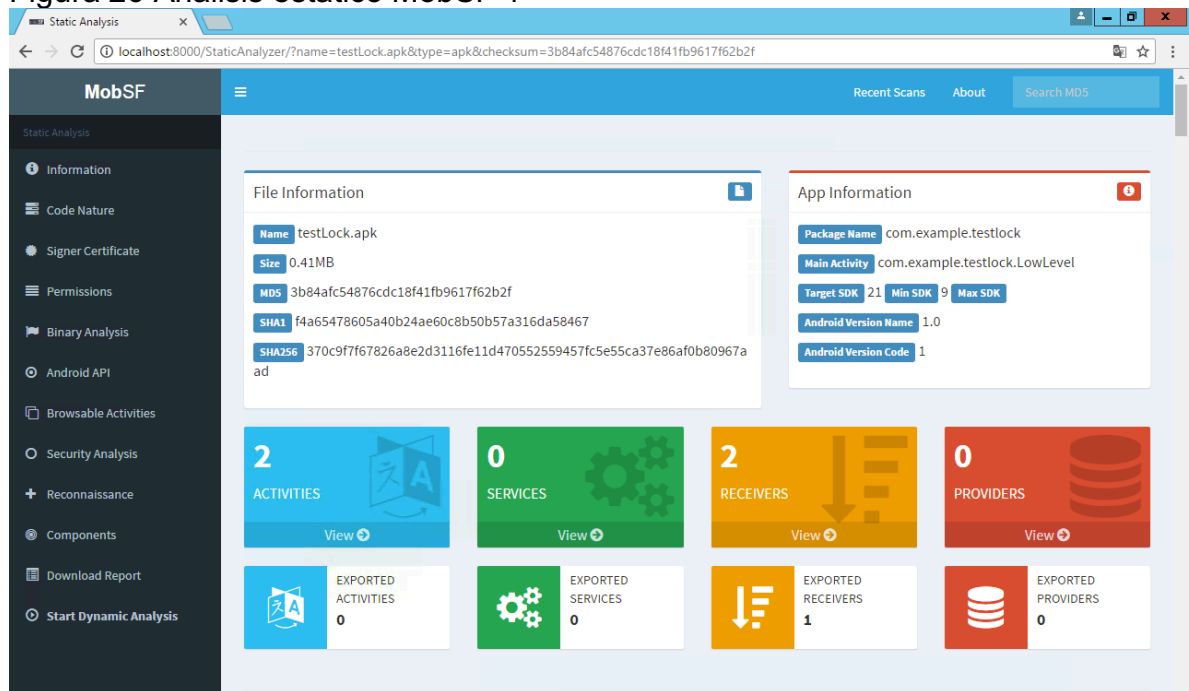 Figura 20 Análisis estático MobSF 1
Static Analysis
localhost:8000/StaticAnalyzer/?name=testLock.apk&type=apk&checksum=3b84afc54876cdc18f41fb9617f62b2f
MobSF
Recent Scans About Search MD5
Static Analysis
Information
Code Nature
Signer Certificate
Permissions
Binary Analysis
Android API
Browsable Activities
Security Analysis
Reconnaissance
Components
Download Report
Start Dynamic Analysis
File Information
Name testLock.apk
Size 0.41MB
MD5 3b84afc54876cdc18f41fb9617f62b2f
SHA1 f4a65478605a40b24ae60c8b50b57a316da58467
SHA256 370c9f7f67826a8e2d3116fe11d470552559457fc5e55ca37e86af0b80967a
ad
App Information
Package Name com.example.testlock
Main Activity com.example.testlock.LowLevel
Target SDK 21 Min SDK 9 Max SDK
Android Version Name 1.0
Android Version Code 1
2
ACTIVITIES
View
0
SERVICES
View
2
RECEIVERS
View
0
PROVIDERS
View
EXPORTED
ACTIVITIES
0
EXPORTED
SERVICES
0
EXPORTED
RECEIVERS
1
EXPORTED
PROVIDERS
0